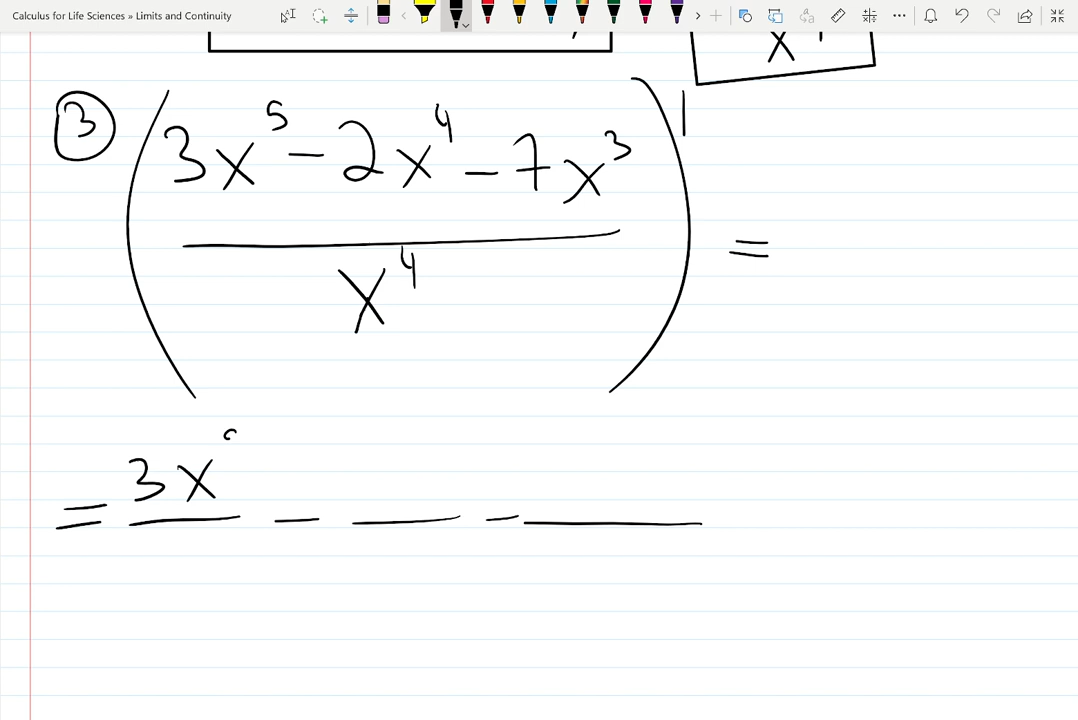 Calculus for Life Sciences » Limits and Continuity
x
③ (3x⁵ - 2x⁴ - 7x³
x⁴)' =
= 3x
- -